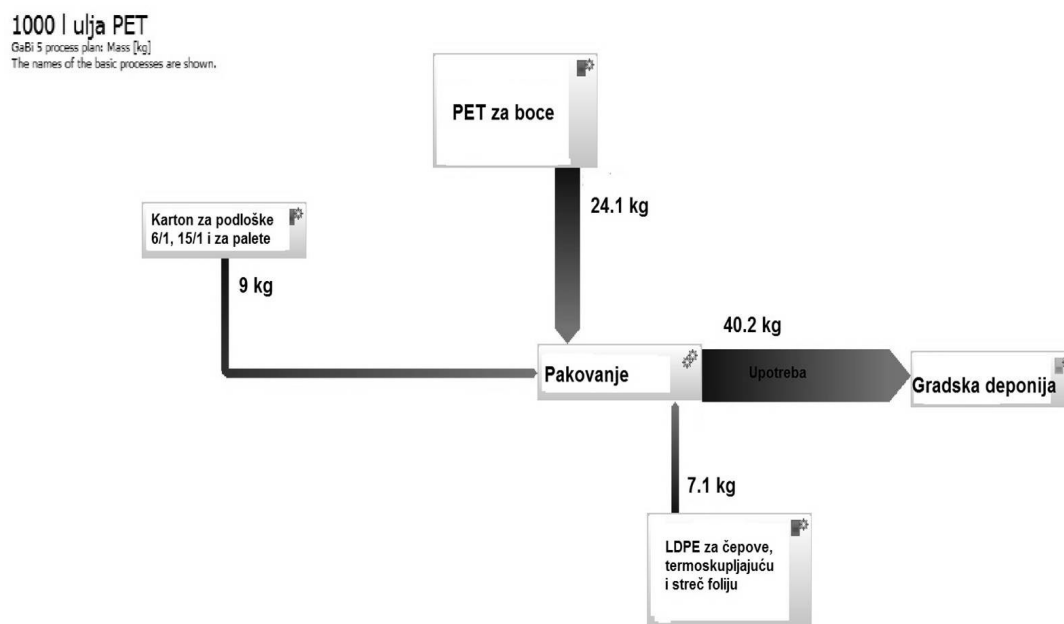 1000 l ulja PET
GaBi 5 process plan: Mass [kg]
The names of the basic processes are shown.
PET za boce
24.1 kg
Karton za podloške
6/1, 15/1 i za palete
9 kg
40.2 kg
Pakovanje
Upotreba
Gradska deponija
7.1 kg
LDPE za čepove,
termoskupljajuću
i streč foliju